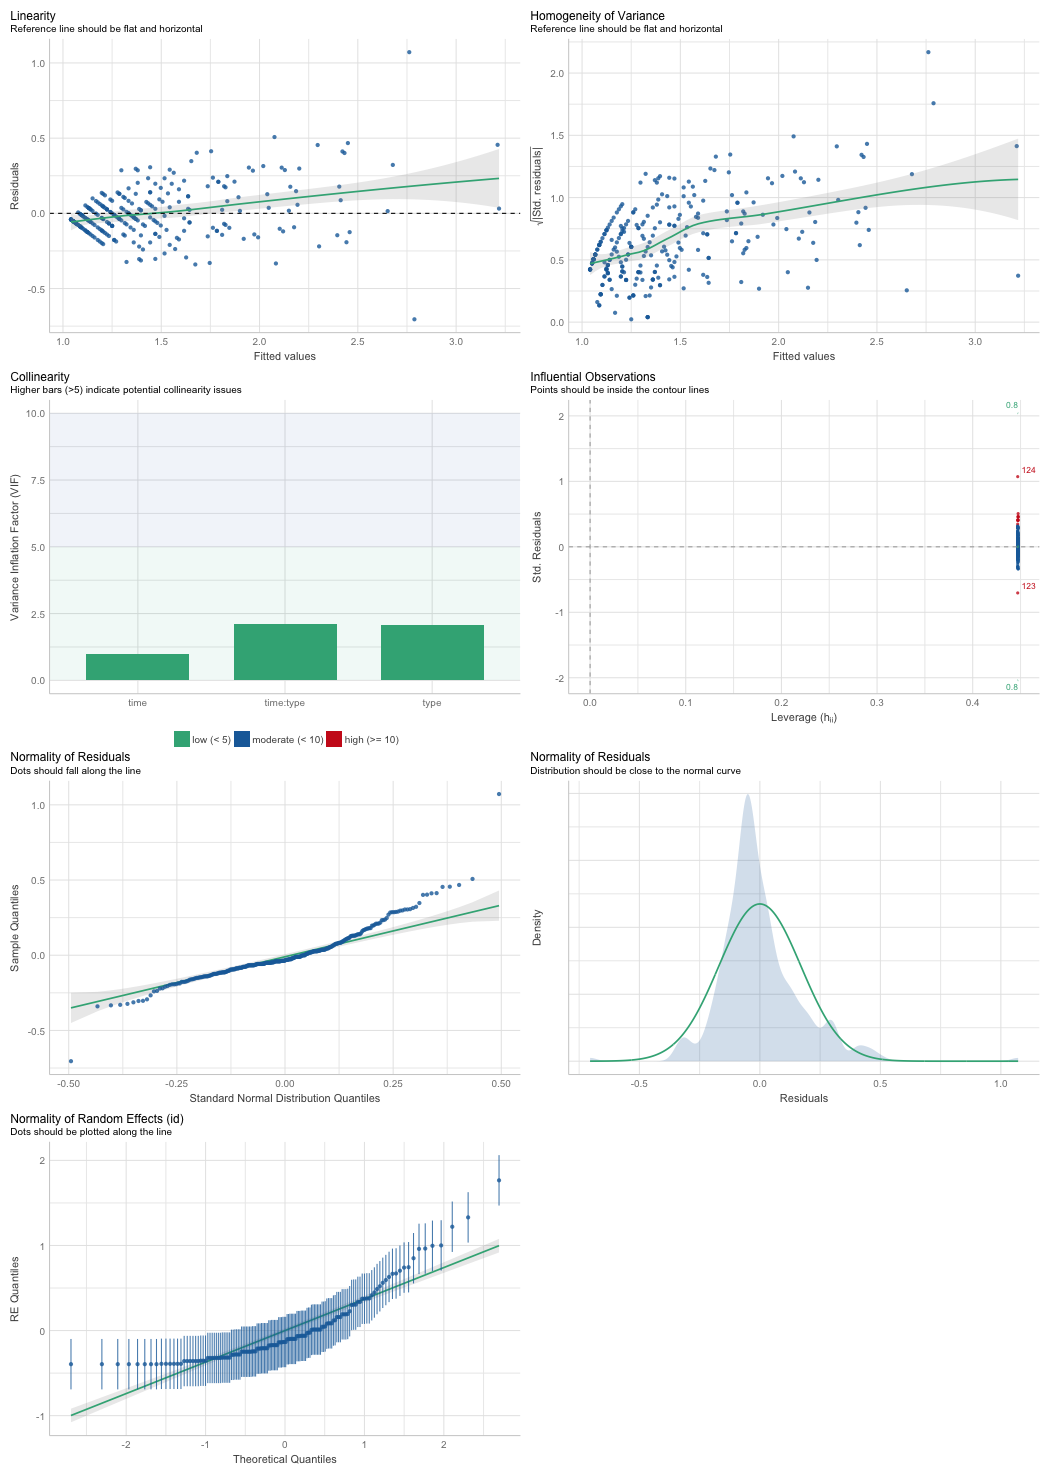 Linearity
Reference line should be flat and horizontal
1.0
0.5
0.0
-0.5
Residuals
1.0
1.5
2.0
2.5
3.0
Fitted values
Homogeneity of Variance
Reference line should be flat and horizontal
2.0
1.5
1.0
0.5
0.0
√|Std. residuals|
1.0
1.5
2.0
2.5
3.0
Fitted values
Collinearity
Higher bars (>5) indicate potential collinearity issues
10.0
7.5
5.0
2.5
0.0
Variance Inflation Factor (VIF)
time
time:type
type
low (< 5)
moderate (< 10)
high (>= 10)
Influential Observations
Points should be inside the contour lines
2
1
0
-1
-2
Std. Residuals
0.8
124
123
0.8
0.0
0.1
0.2
0.3
0.4
Leverage (hii)
Normality of Residuals
Dots should fall along the line
1.0
0.5
0.0
-0.5
Sample Quantiles
-0.50
-0.25
0.00
0.25
0.50
Standard Normal Distribution Quantiles
Normality of Residuals
Distribution should be close to the normal curve
Density
-0.5
0.0
0.5
1.0
Residuals
Normality of Random Effects (id)
Dots should be plotted along the line
2
1
0
-1
RE Quantiles
-2
-1
0
1
2
Theoretical Quantiles